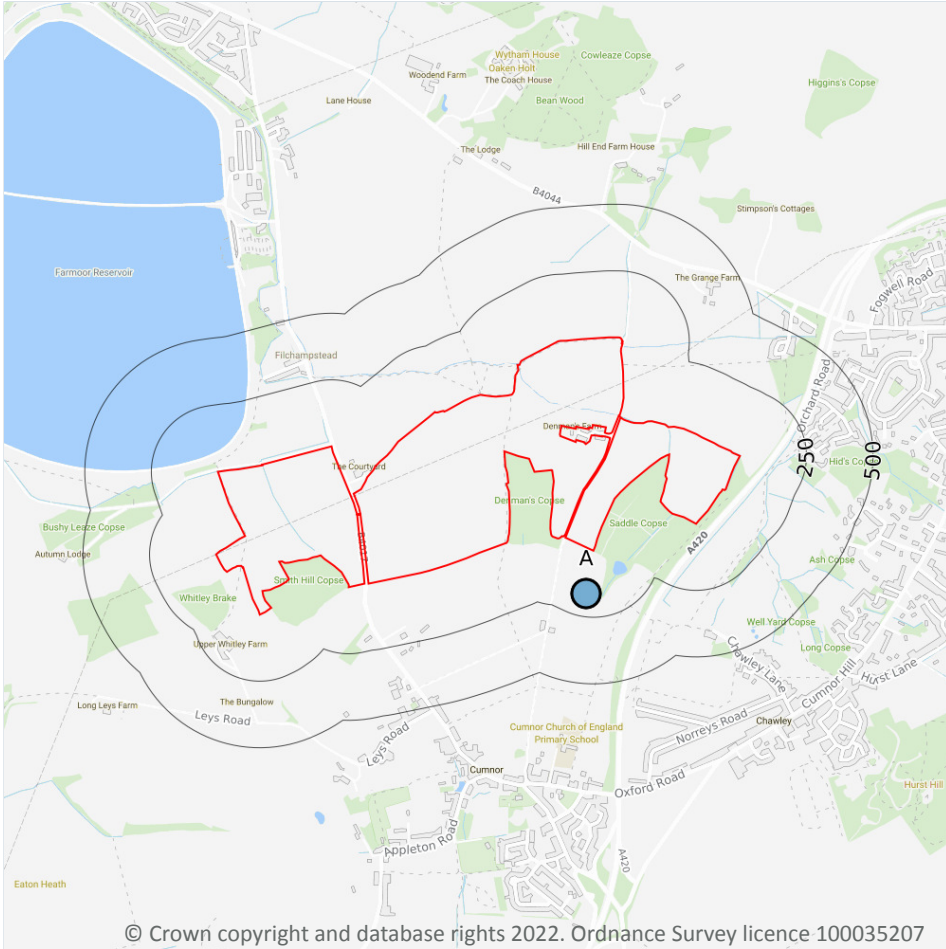 Wytham House
Oaken Holt
The Coach House
Cowleaze Copse
Woodend Farm
Bean Wood
Higgins's Copse
Lane House
The Lodge
Hill End Farm House
B4044
Stimpson's Cottages
Farmoor Reservoir
The Grange Farm
Fogwell Road
Filchampstead
Orchard Road
Denman's Farm
250
500
Hid's Copse
The Courtyard
Denman's Copse
Saddle Copse
Bushy Leaze Copse
Autumn Lodge
A420
A
Ash Copse
Smith Hill Copse
Whitley Brake
Well Yard Copse
Upper Whitley Farm
Chawley Lane
Long Copse
Cumnor Hill
Hurst Lane
Long Leys Farm
The Bungalow
Leys Road
Leys Road
Norreys Road
Chawley
Cumnor Church of England
Primary School
Cumnor
Oxford Road
Hurst Hill
Appleton Road
A420
Eaton Heath
© Crown copyright and database rights 2022. Ordnance Survey licence 100035207